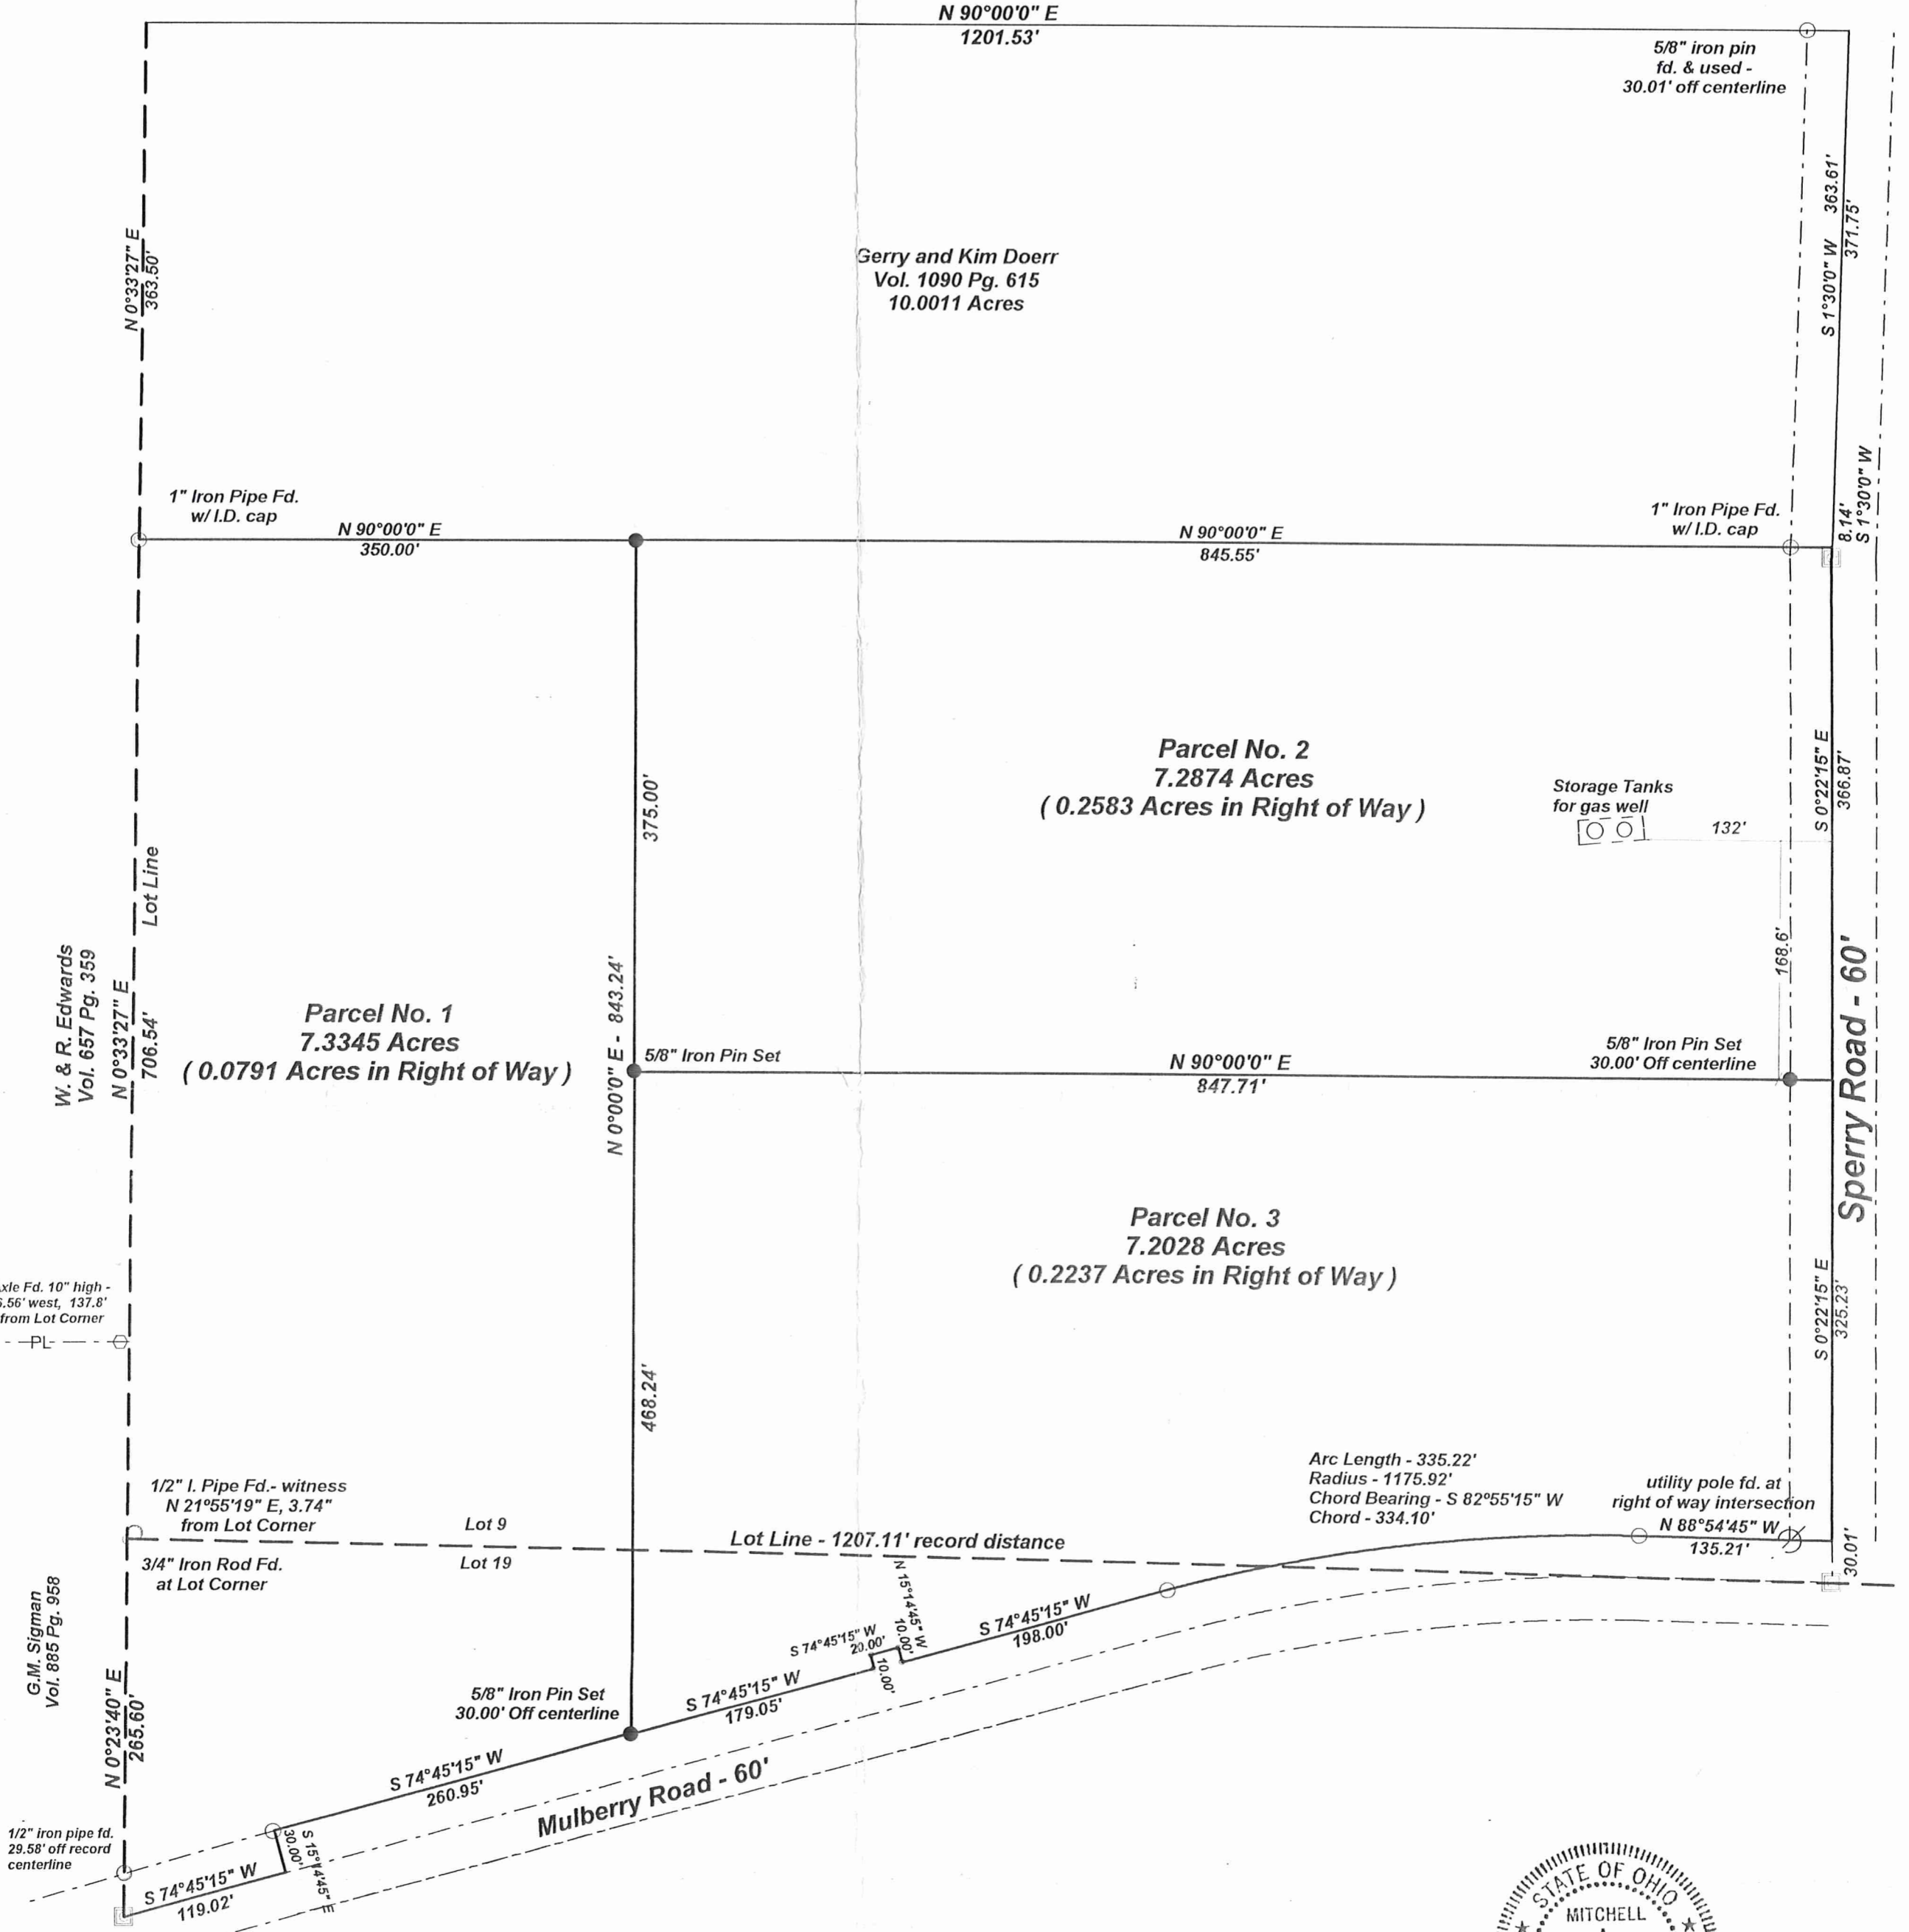 N 90°00'0" E
1201.53'
5/8" iron pin
fd. & used -
30.01' off centerline
N 0°33'27" E
363.50'
Gerry and Kim Doerr
Vol. 1090 Pg. 615
10.0011 Acres
S 1°30'0" W 363.61'
371.75'
1" Iron Pipe Fd.
w/ I.D. cap
N 90°00'0" E
350.00'
N 90°00'0" E
845.55'
1" Iron Pipe Fd.
w/ I.D. cap
8.14'
S 1°30'0" W
Parcel No. 2
7.2874 Acres
( 0.2583 Acres in Right of Way )
375.00'
Storage Tanks
for gas well
132'
S 0°22'15" E
366.87'
Lot Line
W. & R. Edwards
Vol. 657 Pg. 359
N 0°33'27" E
706.54'
Parcel No. 1
7.3345 Acres
( 0.0791 Acres in Right of Way )
N 0°00'0" E - 843.24'
168.6'
Sperry Road - 60'
5/8" Iron Pin Set
N 90°00'0" E
847.71'
5/8" Iron Pin Set
30.00' Off centerline
Parcel No. 3
7.2028 Acres
( 0.2237 Acres in Right of Way )
Fd. 10" high -
west, 137.8'
from Lot Corner
PL
S 0°22'15" E
325.23'
468.24'
1/2" I. Pipe Fd.- witness
N 21°55'19" E, 3.74"
from Lot Corner
Lot 9
Lot Line - 1207.11' record distance
Arc Length - 335.22'
Radius - 1175.92'
Chord Bearing - S 82º55'15" W
Chord - 334.10'
utility pole fd. at
right of way intersection
N 88°54'45" W
135.21'
30.01'
3/4" Iron Rod Fd.
at Lot Corner
Lot 19
G.M. Sigman
Vol. 885 Pg. 958
N 15°14'45" W
10.00'
S 74°45'15" W
198.00'
S 74°45'15" W
20.00'
10.00'
S 74°45'15" W
179.05'
N 0°23'40" E
265.60'
5/8" Iron Pin Set
30.00' Off centerline
S 74°45'15" W
260.95'
Mulberry Road - 60'
1/2" iron pipe fd.
29.58' off record
centerline
30.00'
S 15°14'45" E
S 74°45'15" W
119.02'
STATE OF OHIO
MITCHELL